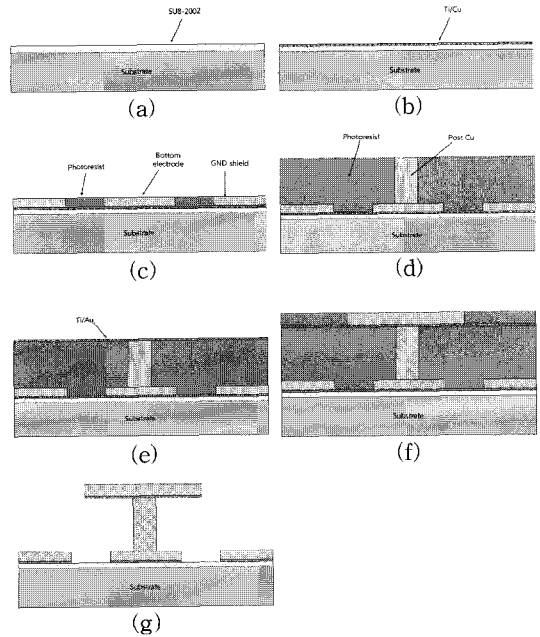 SU8-2002
Substrate
(a)
Ti/Cu
Substrate
(b)
Photoresist
Bottom
electrode
GND shield
Substrate
(c)
Photoresist
Post Cu
Substrate
(d)
Ti/Au
Substrate
(e)
Substrate
(f)
Substrate
(g)